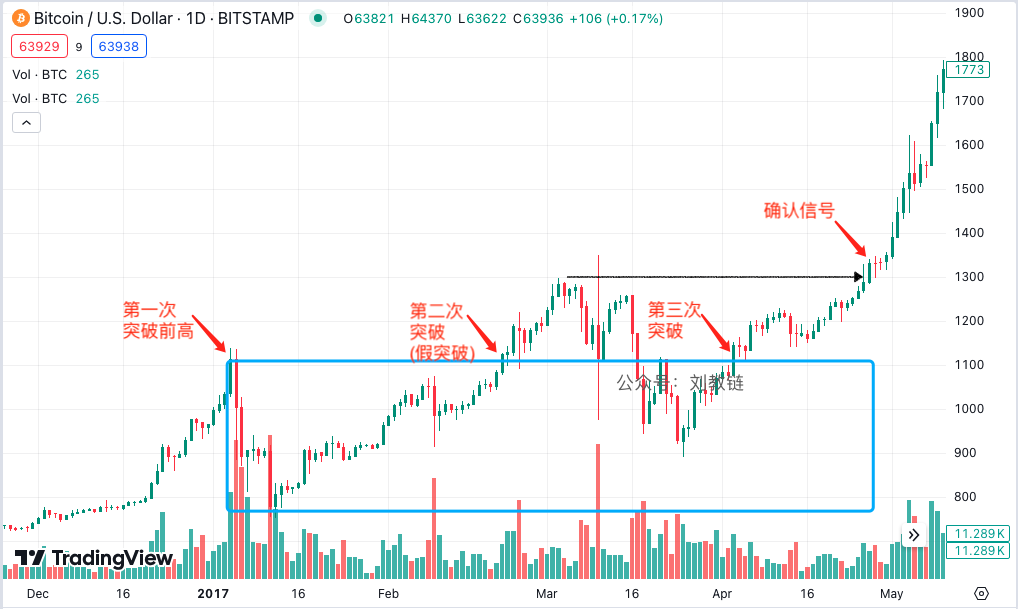 Bitcoin / U.S. Dollar · 1D · BITSTAMP O63821 H64370 L63622 C63936 +106 (+0.17%)
63929 9 63938
Vol · BTC 265
Vol · BTC 265
1900
1800
1773
1700
1600
1500
1400
1300
1200
1100
1000
900
800
11.289K
11.289K
确认信号
第一次
突破前高
第二次
突破
(假突破)
第三次
突破
公众号：刘教链
TradingView
Dec 16 2017 16 Feb Mar 16 Apr 16 May